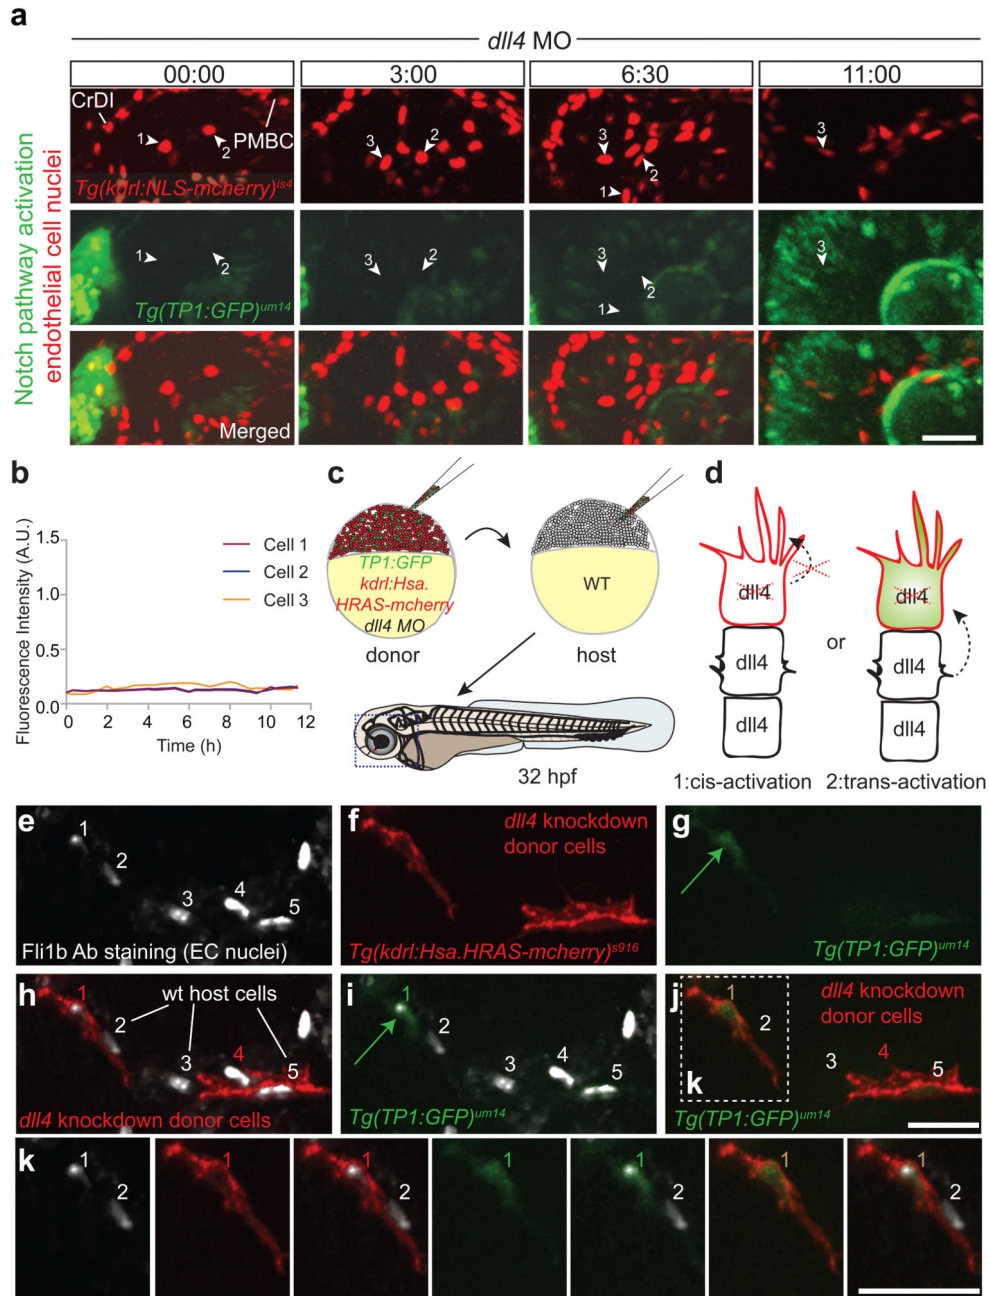 a
dll4 MO
00:00
3:00
6:30
11:00
Notch pathway activation
endothelial cell nuclei
CrDI
1
2
PMBC
Tg(kdrl:NLS-mcherry)is4
3
2
3
2
1
3
1
2
Tg(TP1:GFP)um14
3
2
3
2
1
3
Merged
b
Fluorescence Intensity (A.U.)
1.5
1.0
0.5
0.0
0 2 4 6 8 10 12
Time (h)
Cell 1
Cell 2
Cell 3
c
TP1:GFP
kdrl:Hsa.
HRAS-mcherry
dll4 MO
donor
WT
host
32 hpf
d
dll4
dll4
dll4
or
dll4
dll4
dll4
1:cis-activation
2:trans-activation
e
1
2
3
4
5
Fli1b Ab staining (EC nuclei)
f
dll4 knockdown
donor cells
Tg(kdrl:Hsa.HRAS-mcherry)s916
g
Tg(TP1:GFP)um14
h
1
wt host cells
2
3
4
5
dll4 knockdown donor cells
i
1
2
3
4
5
Tg(TP1:GFP)um14
j
1
2
dll4 knockdown
donor cells
3
4
5
k
Tg(TP1:GFP)um14
k
1
2
1
1
2
1
1
2
1
1
2